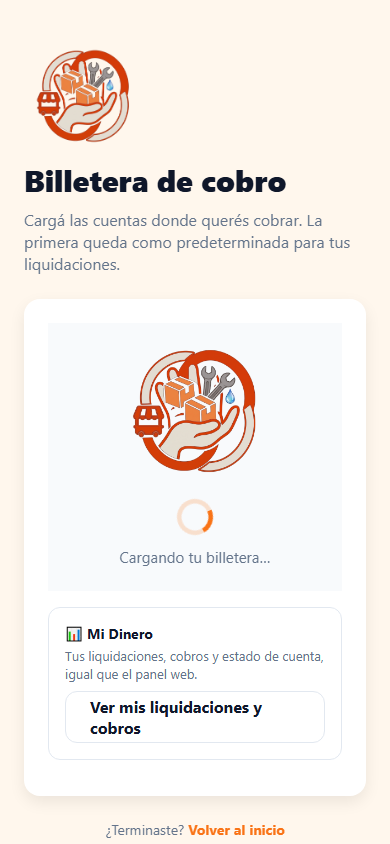 Billetera de cobro
Cargá las cuentas donde querés cobrar. La
primera queda como predeterminada para tus
liquidaciones.
Cargando tu billetera...
📊 Mi Dinero
Tus liquidaciones, cobros y estado de cuenta,
igual que el panel web.
Ver mis liquidaciones y
cobros
¿Terminaste? Volver al inicio